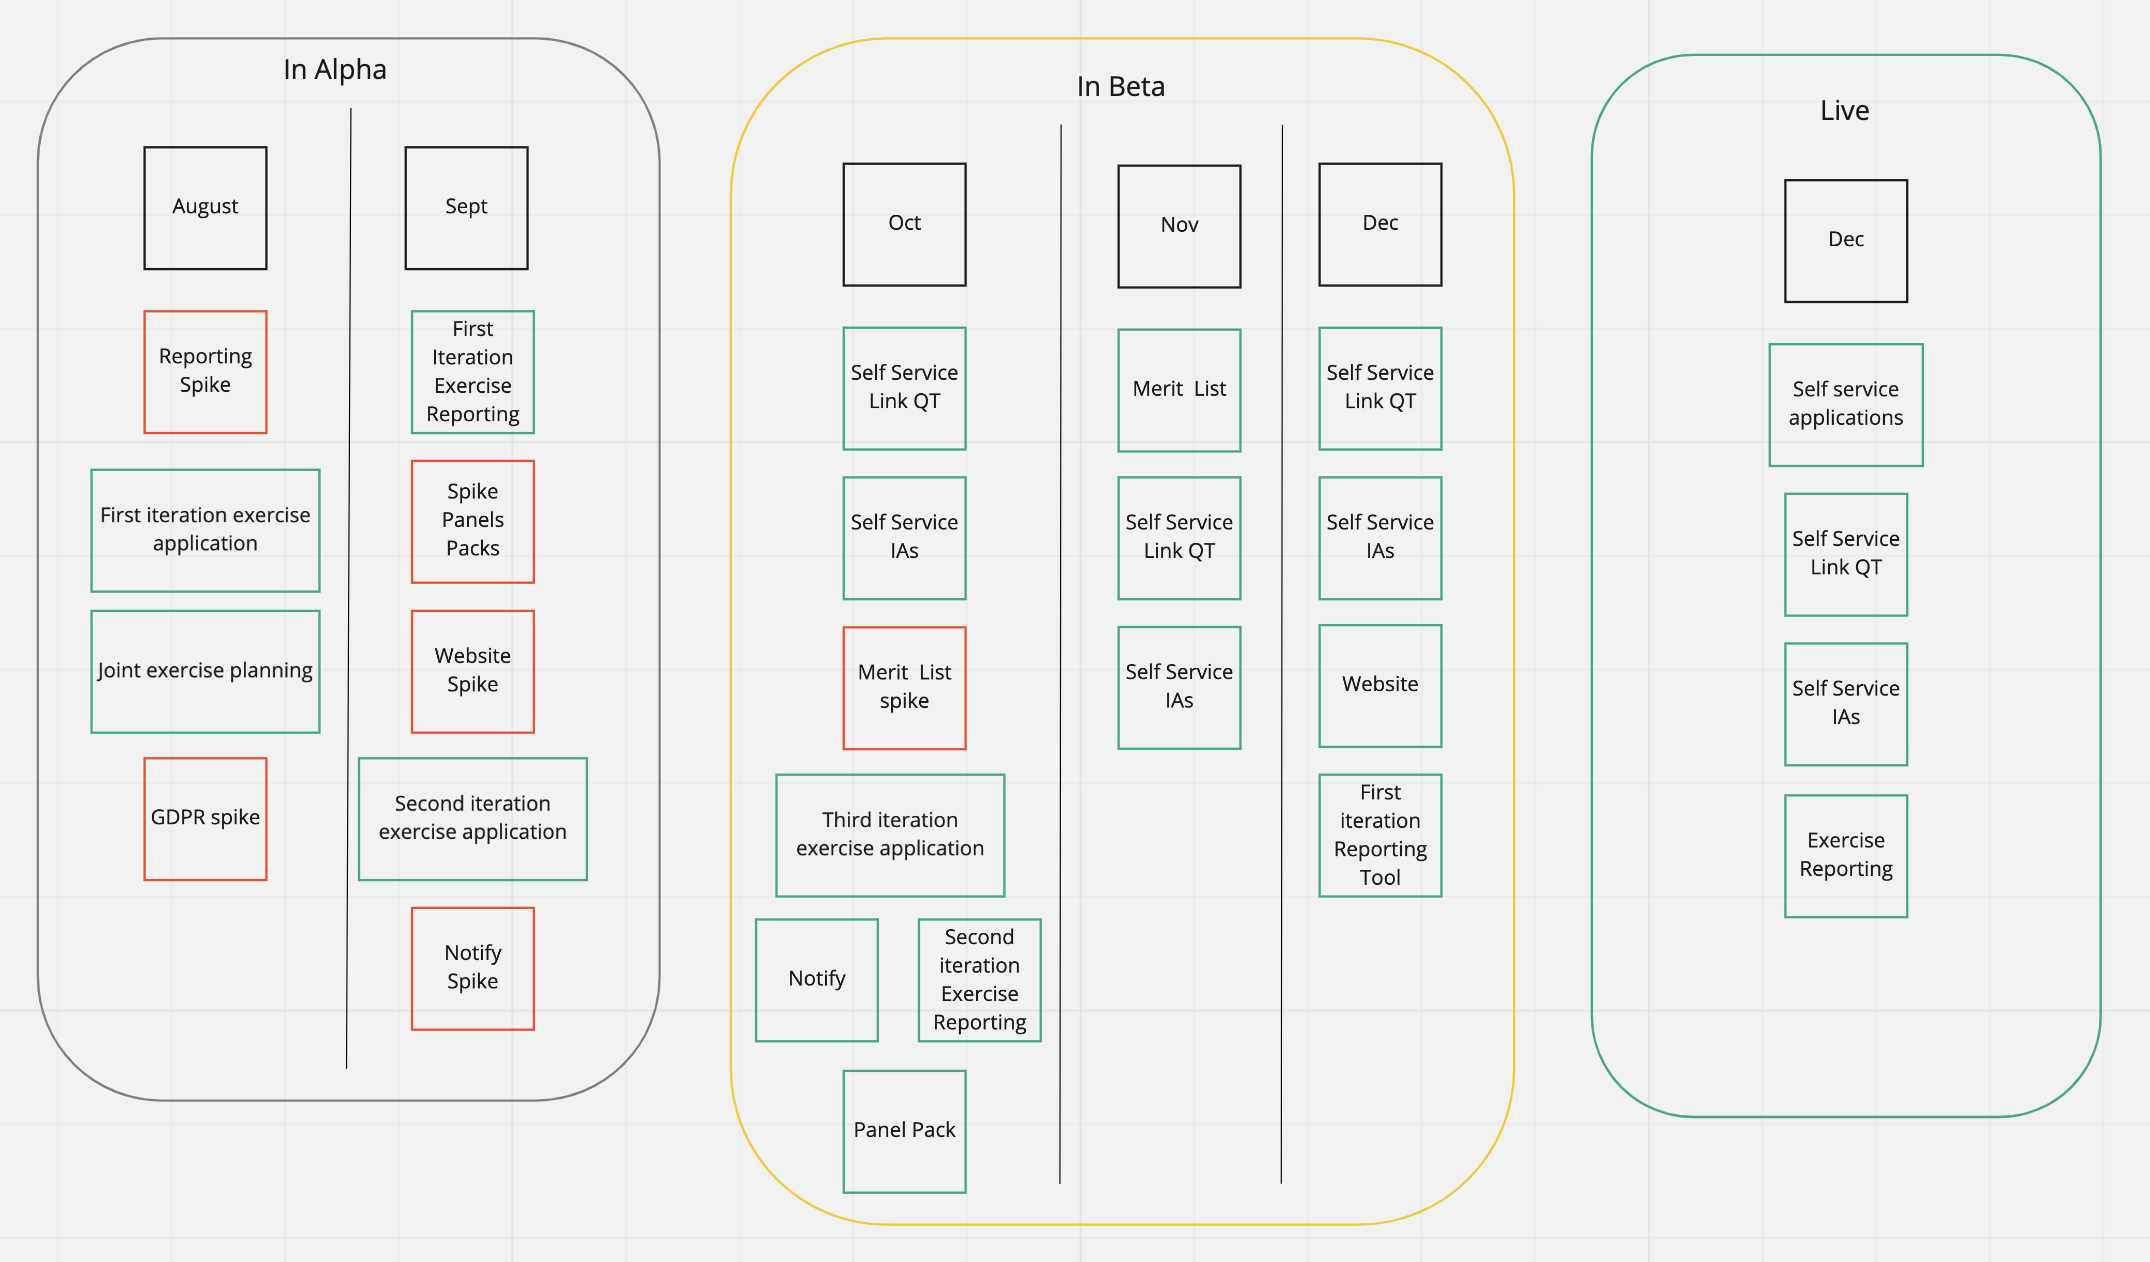 In Alpha
August
Reporting
Spike
First iteration exercise
application
Joint exercise planning
GDPR spike
Sept
First
Iteration
Exercise
Reporting
Spike
Panels
Packs
Website
Spike
Second iteration
exercise application
Notify
Spike
In Beta
Oct
Self Service
Link QT
Self Service
IAs
Merit  List
spike
Third iteration
exercise application
Notify
Second
iteration
Exercise
Reporting
Panel Pack
Nov
Merit  List
Self Service
Link QT
Self Service
IAs
Dec
Self Service
Link QT
Self Service
IAs
Website
First
iteration
Reporting
Tool
Live
Dec
Self service
applications
Self Service
Link QT
Self Service
IAs
Exercise
Reporting